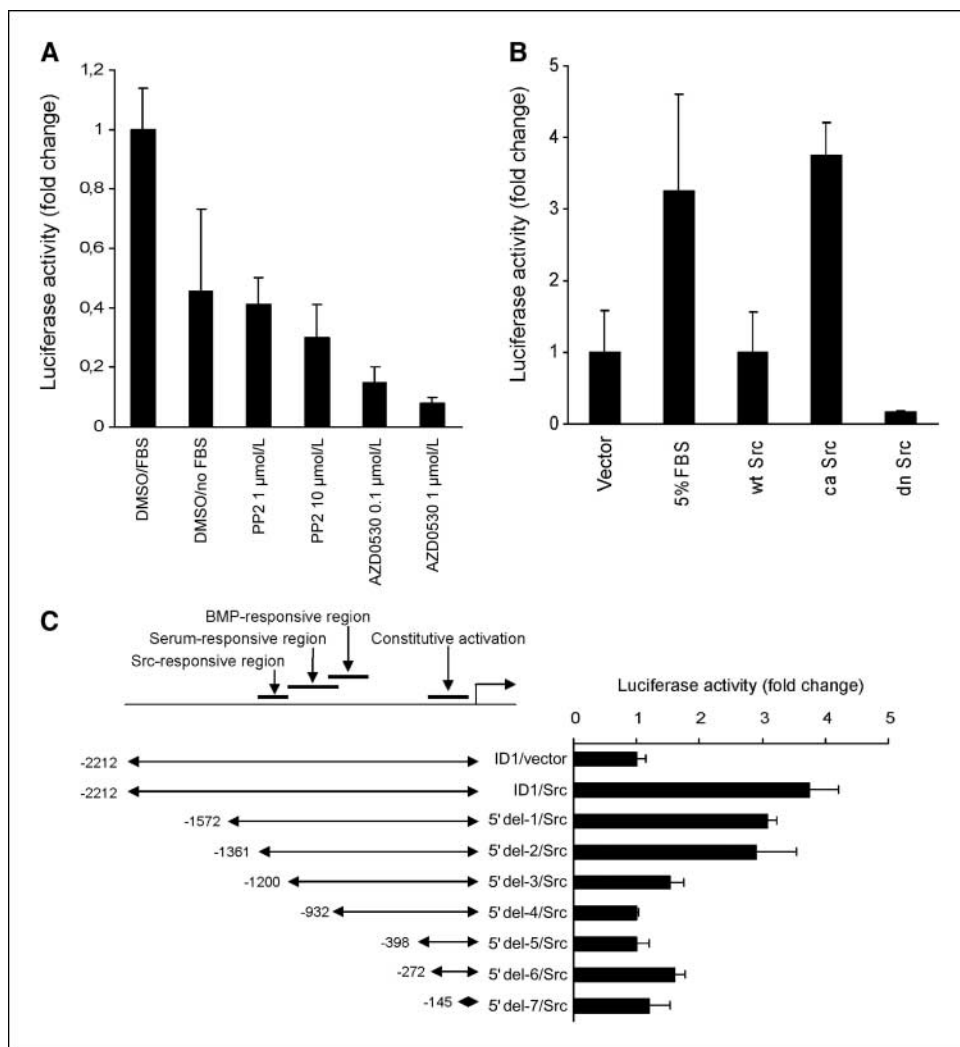 A
Luciferase activity (fold change)
1,2
1
0,8
0,6
0,4
0,2
0
DMSO/FBS
DMSO/no FBS
PP2 1 µmol/L
PP2 10 µmol/L
AZD0530 0.1 µmol/L
AZD0530 1 µmol/L
B
Luciferase activity (fold change)
5
4
3
2
1
0
Vector
5% FBS
wt Src
ca Src
dn Src
C
BMP-responsive region
Serum-responsive region
Src-responsive region
Constitutive activation
Luciferase activity (fold change)
0 1 2 3 4 5
-2212 ID1/vector
-2212 ID1/Src
-1572 5' del-1/Src
-1361 5' del-2/Src
-1200 5' del-3/Src
-932 5' del-4/Src
-398 5' del-5/Src
-272 5' del-6/Src
-145 5' del-7/Src